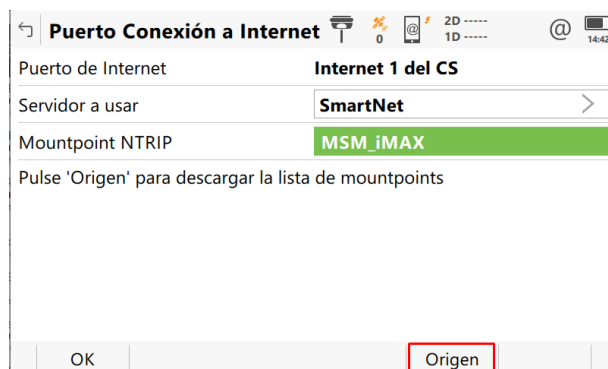 Puerto Conexión a Internet 0 @ 2D ----- 1D ----- @ 14:42
Puerto de Internet Internet 1 del CS
Servidor a usar SmartNet
Mountpoint NTRIP MSM_iMAX
Pulse 'Origen' para descargar la lista de mountpoints
OK Origen